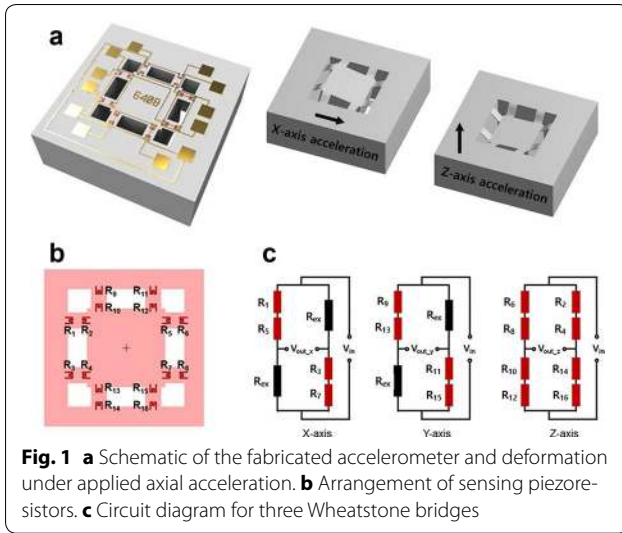 a
6408
X-axis
acceleration
Z-axis acceleration
b
R9 R11
R10 R12
R1 R2 R5 R6
R3 R4 R7 R8
R13 R15
R14 R16
c
R1 R5 Rex Vout_x Vin Rex R3 R7
R9 R13 Rex Vout_y Vin Rex R11 R15
R6 R8 R2 R4 Vout_z Vin R10 R12 R14 R16
X-axis Y-axis Z-axis
Fig. 1 a Schematic of the fabricated accelerometer and deformation
under applied axial acceleration. b Arrangement of sensing piezore-
sistors. c Circuit diagram for three Wheatstone bridges